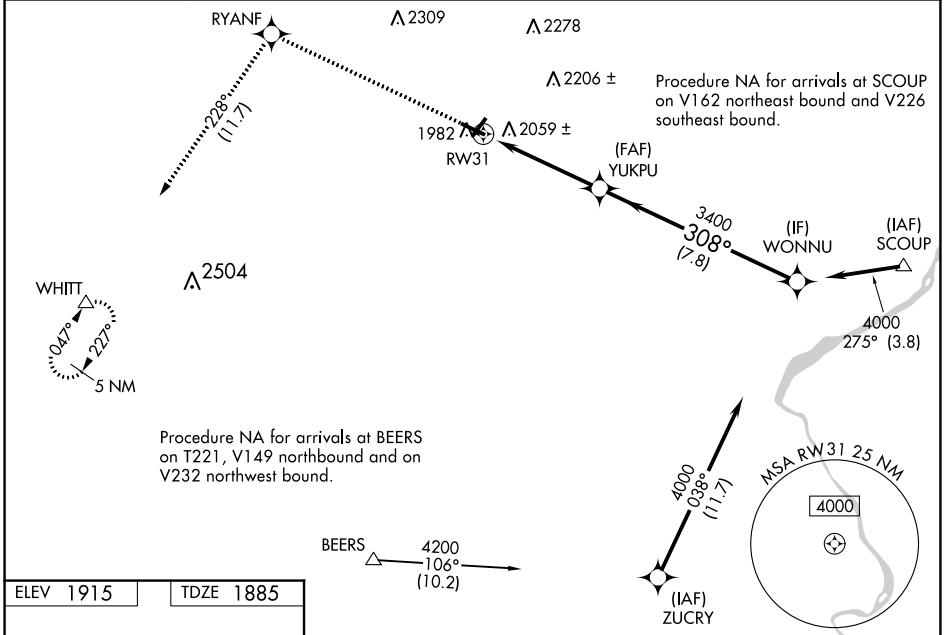 RYANF
2309
2278
2206 ±
Procedure NA for arrivals at SCOUP
on V162 northeast bound and V226
southeast bound.
228°
(11.7)
1982
2059 ±
RW31
(FAF)
YUKPU
3400
308°
(7.8)
(IF)
WONNU
(IAF)
SCOUP
4000
275° (3.8)
2504
WHITT
047°
227°
5 NM
Procedure NA for arrivals at BEERS
on T221, V149 northbound and on
V232 northwest bound.
4000
038°
(11.7)
MSA RW31 25 NM
4000
BEERS
4200
106°
(10.2)
(IAF)
ZUCRY
ELEV 1915
TDZE 1885